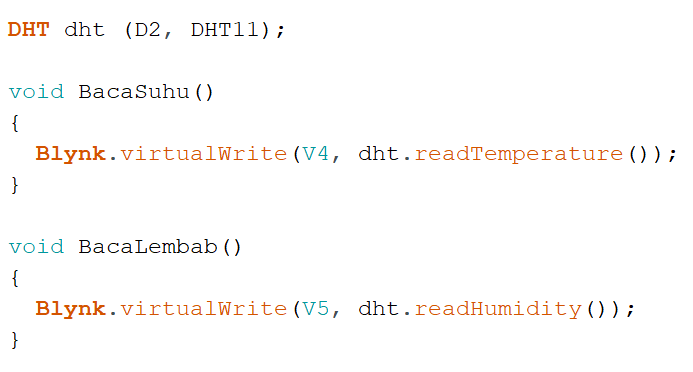 DHT dht (D2, DHT11);
void BacaSuhu()
{
  Blynk.virtualWrite(V4, dht.readTemperature());
}
void BacaLembab()
{
  Blynk.virtualWrite(V5, dht.readHumidity());
}